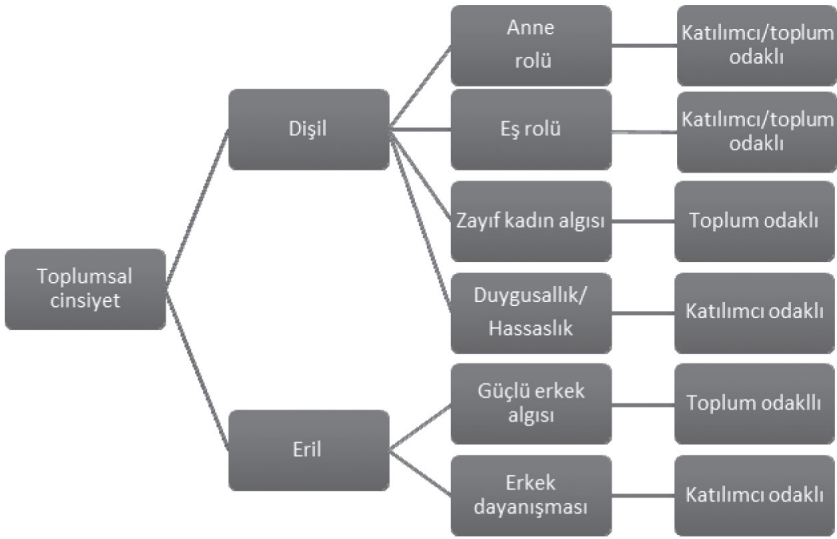 Anne
rolü
Katılımcı/toplum
odaklı
Dişil
Eş rolü
Katılımcı/toplum
odaklı
Zayıf kadın algısı
Toplum odaklı
Toplumsal
cinsiyet
Duygusallık/
Hassaslık
Katılımcı odaklı
Güçlü erkek
algısı
Toplum odakllı
Eril
Erkek
dayanışması
Katılımcı odaklı